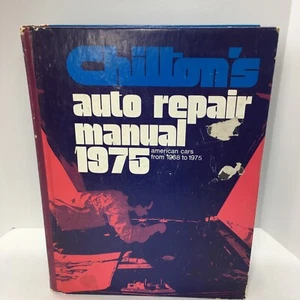 Chilton's
auto repair
manual
1975
american cars
from 1968 to 1975